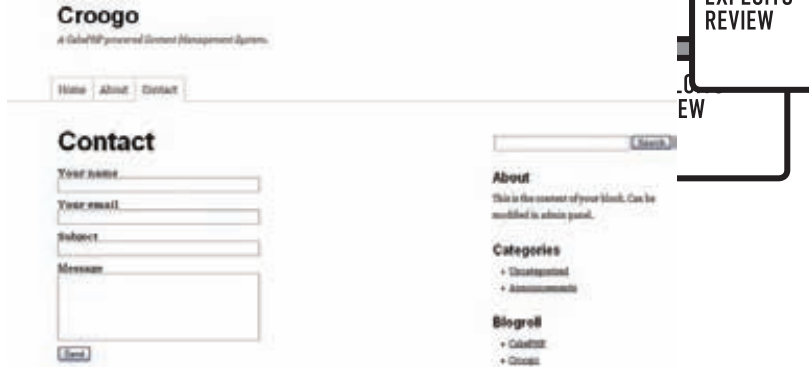 Croogo
A CakePHP powered Content Management System.
Home About Contact
Contact
Your name
Your email
Subject
Message
Send
Search
About
This is the content of your block. Can be
modified in admin panel.
Categories
+ Uncategorized
+ Announcements
Blogroll
+ CakePHP
+ Croogo
REVIEW
EW